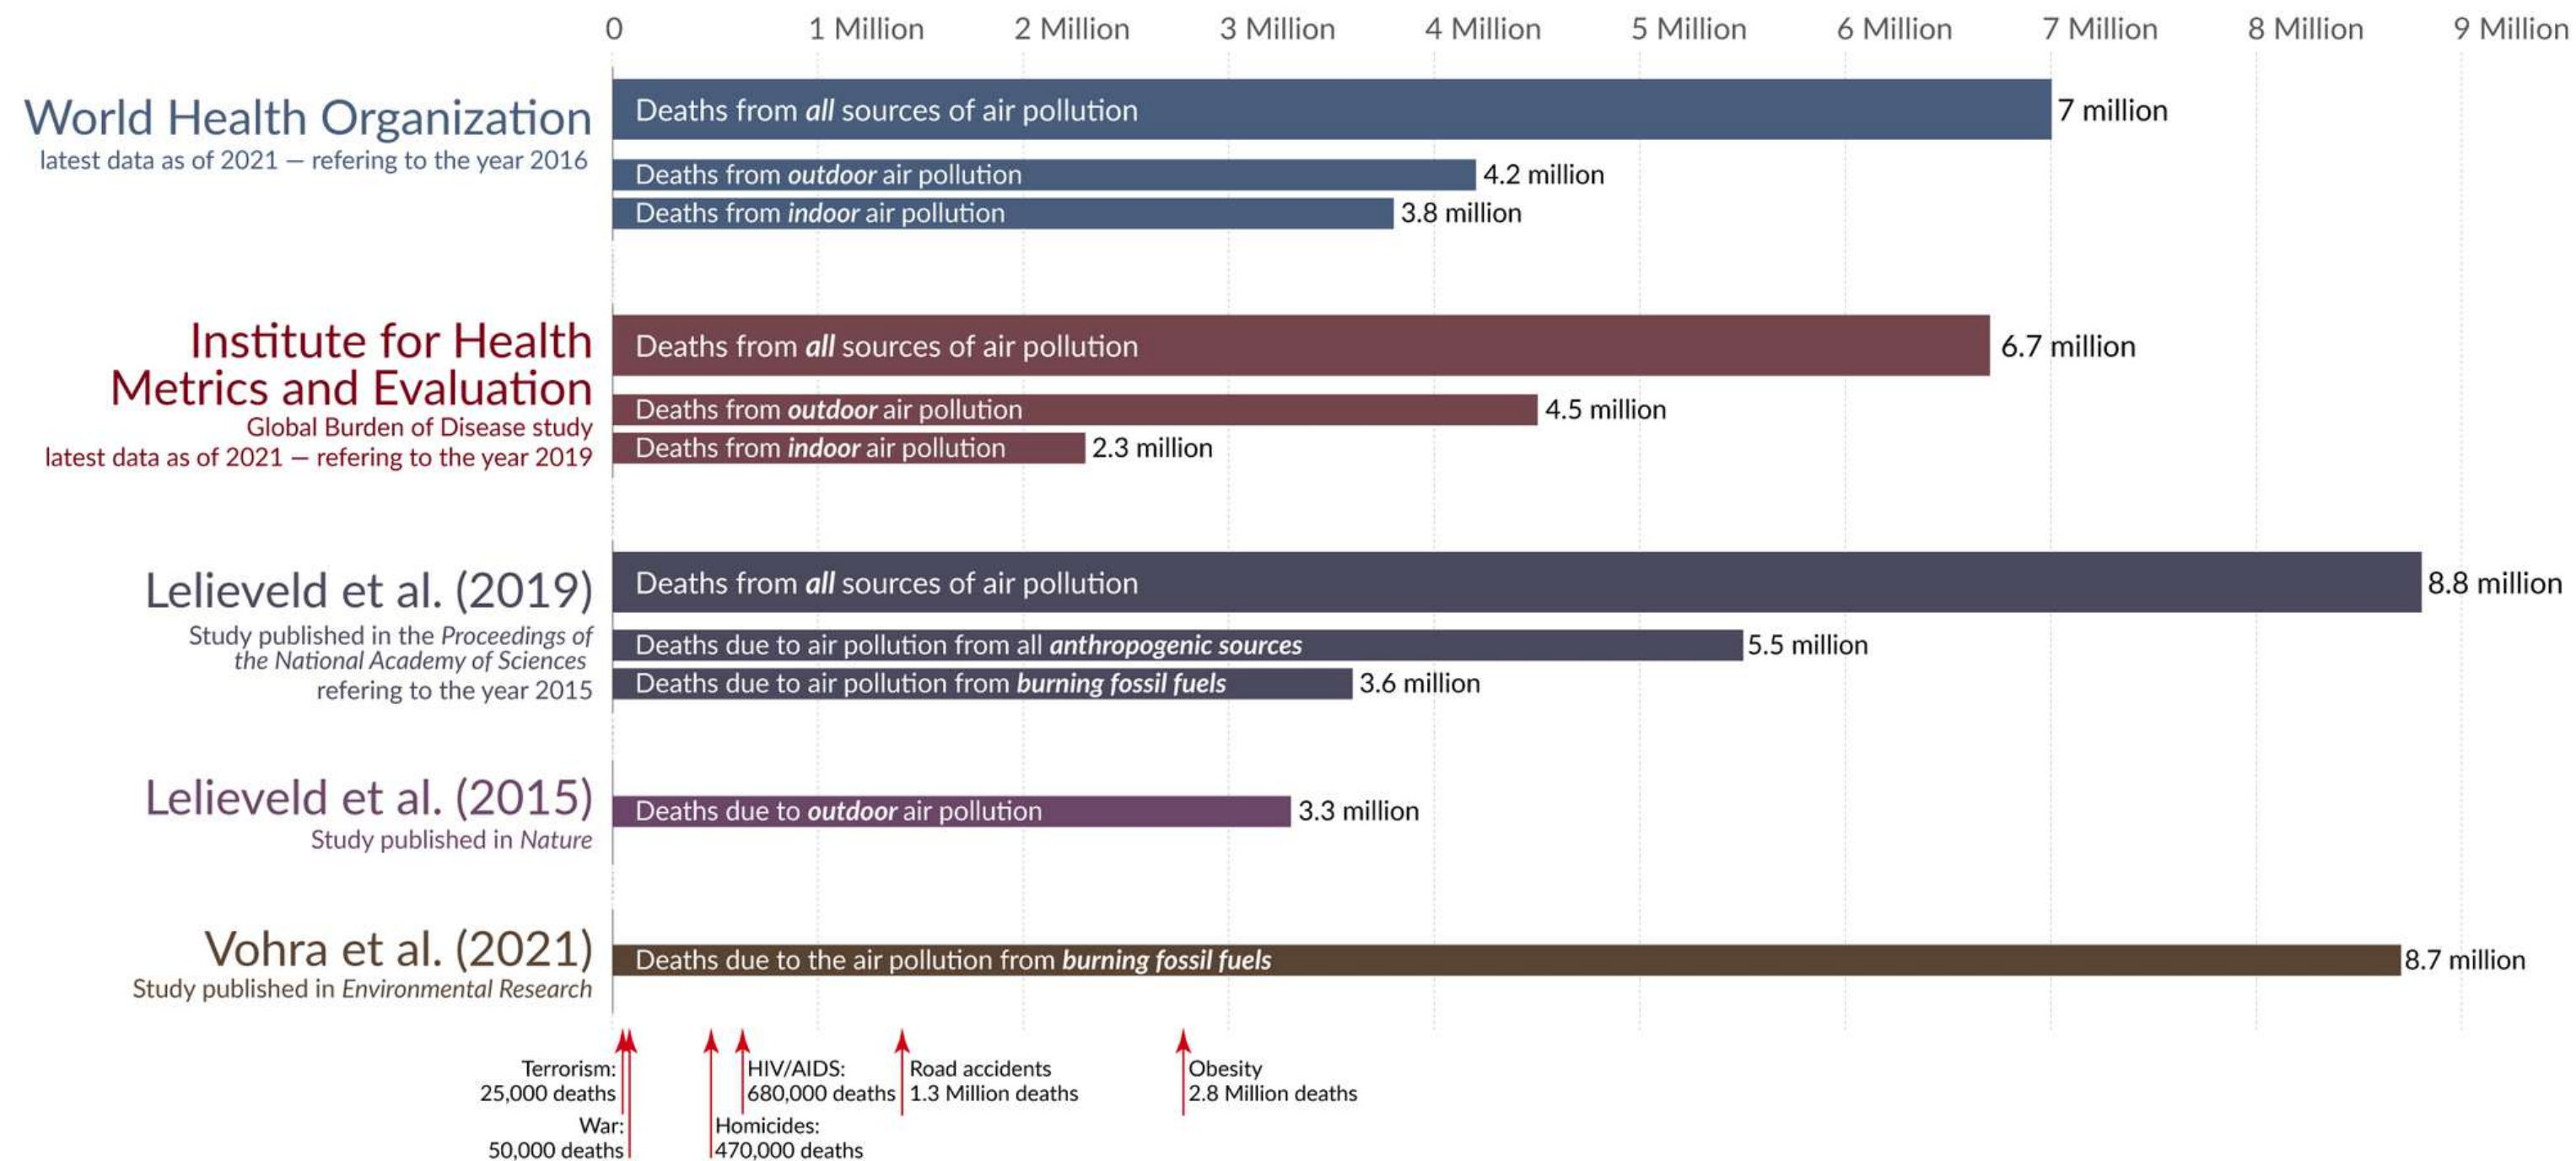 0 1 Million 2 Million 3 Million 4 Million 5 Million 6 Million 7 Million 8 Million 9 Million
World Health Organization
latest data as of 2021 — refering to the year 2016
Deaths from all sources of air pollution
7 million
Deaths from outdoor air pollution
4.2 million
Deaths from indoor air pollution
3.8 million
Institute for Health
Metrics and Evaluation
Global Burden of Disease study
latest data as of 2021 — refering to the year 2019
Deaths from all sources of air pollution
6.7 million
Deaths from outdoor air pollution
4.5 million
Deaths from indoor air pollution
2.3 million
Lelieveld et al. (2019)
Study published in the Proceedings of
the National Academy of Sciences
refering to the year 2015
Deaths from all sources of air pollution
8.8 million
Deaths due to air pollution from all anthropogenic sources
5.5 million
Deaths due to air pollution from burning fossil fuels
3.6 million
Lelieveld et al. (2015)
Study published in Nature
Deaths due to outdoor air pollution
3.3 million
Vohra et al. (2021)
Study published in Environmental Research
Deaths due to the air pollution from burning fossil fuels
8.7 million
Terrorism:
25,000 deaths
War:
50,000 deaths
Homicides:
470,000 deaths
HIV/AIDS:
680,000 deaths
Road accidents
1.3 Million deaths
Obesity
2.8 Million deaths